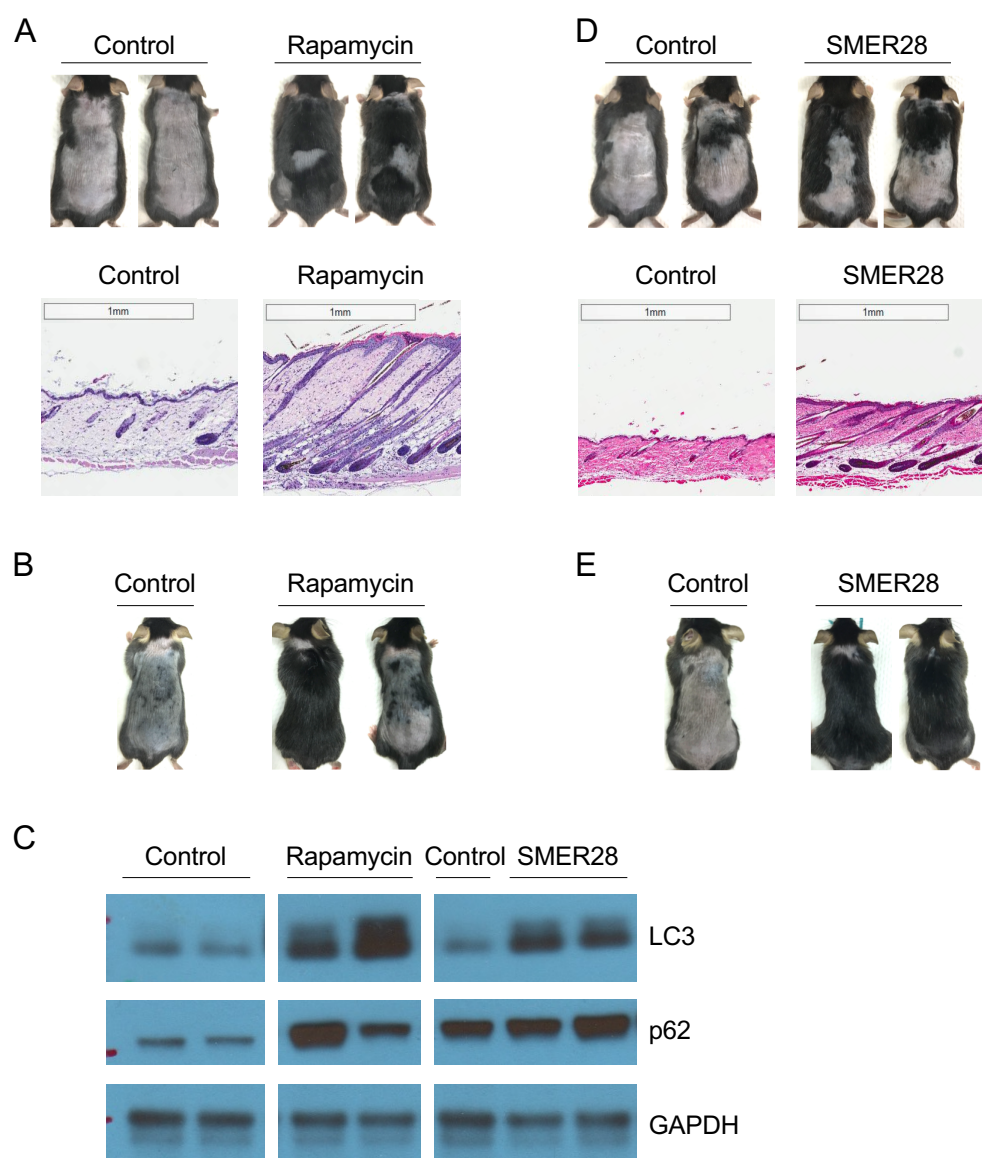 A
Control
Rapamycin
Control
Rapamycin
1mm
1mm
D
Control
SMER28
Control
SMER28
1mm
1mm
B
Control
Rapamycin
E
Control
SMER28
C
Control
Rapamycin
Control
SMER28
LC3
p62
GAPDH